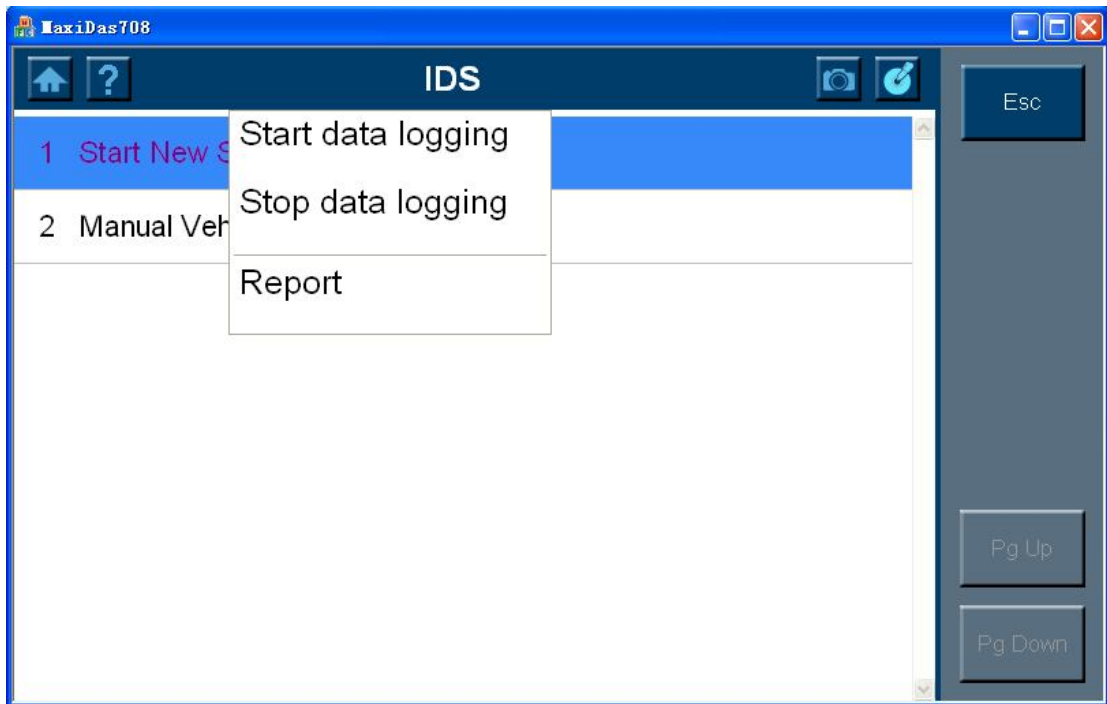 MaxiDas708
IDS
Esc
1 Start New S
Start data logging
Stop data logging
2 Manual Veh
Report
Pg Up
Pg Down